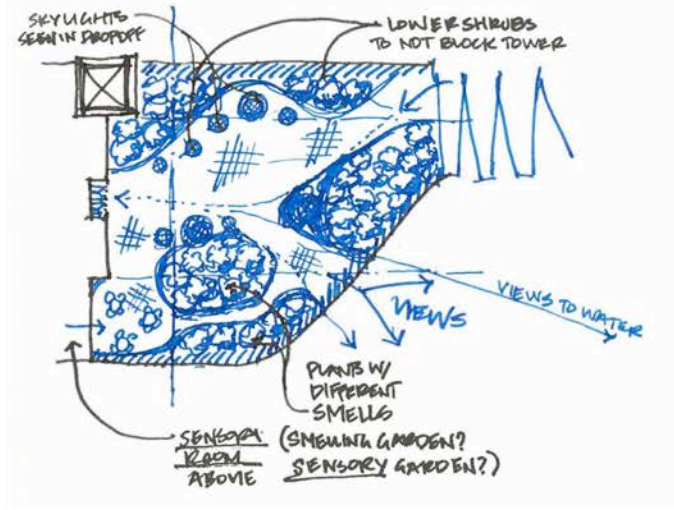 SKYLIGHTS
SEEN IN DROPOFF
LOWER SHRUBS
TO NOT BLOCK TOWER
VIEWS TO WATER
VIEWS
PLANTS W/
DIFFERENT
SMELLS
SENSORY (SMELLING GARDEN?
ROOM SENSORY GARDEN?)
ABOVE